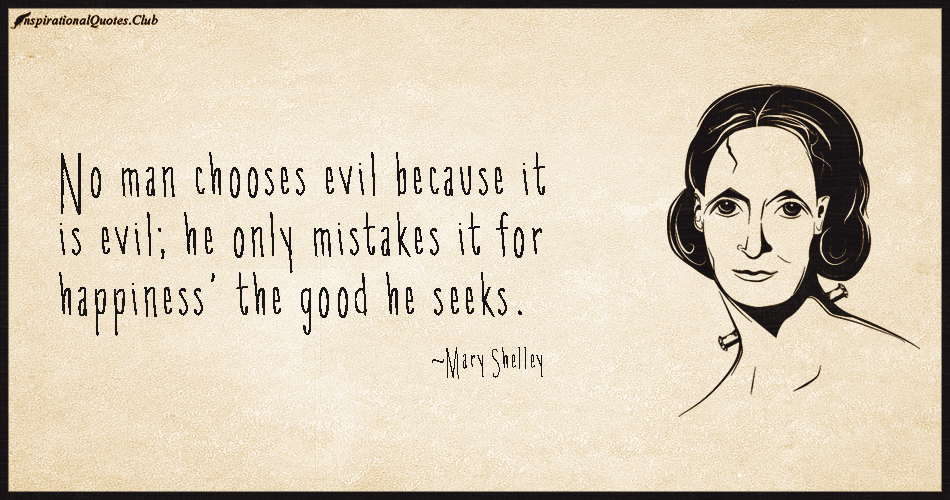 InspirationalQuotes.Club
No man chooses evil because it
is evil; he only mistakes it for
happiness' the good he seeks.
~Mary Shelley